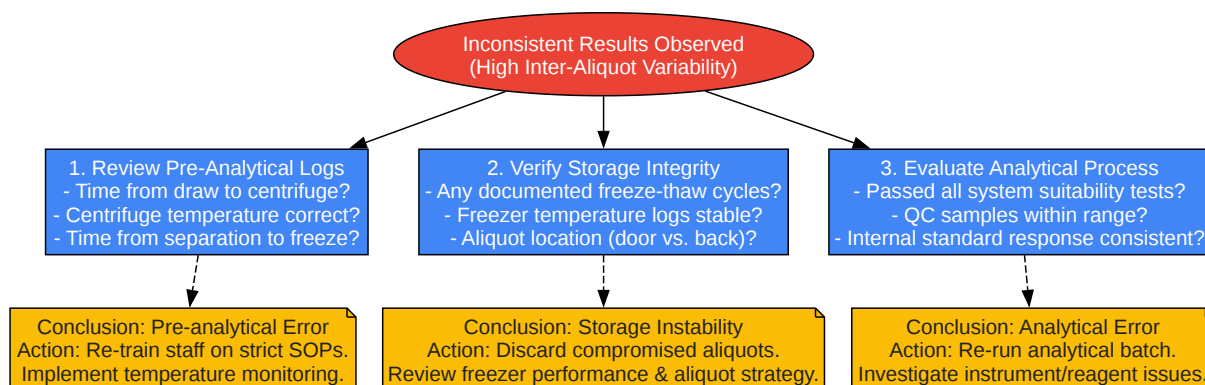 Inconsistent Results Observed
(High Inter-Aliquot Variability)
1. Review Pre-Analytical Logs
- Time from draw to centrifuge?
- Centrifuge temperature correct?
- Time from separation to freeze?
2. Verify Storage Integrity
- Any documented freeze-thaw cycles?
- Freezer temperature logs stable?
- Aliquot location (door vs. back)?
3. Evaluate Analytical Process
- Passed all system suitability tests?
- QC samples within range?
- Internal standard response consistent?
Conclusion: Pre-analytical Error
Action: Re-train staff on strict SOPs.
Implement temperature monitoring.
Conclusion: Storage Instability
Action: Discard compromised aliquots.
Review freezer performance & aliquot strategy.
Conclusion: Analytical Error
Action: Re-run analytical batch.
Investigate instrument/reagent issues.